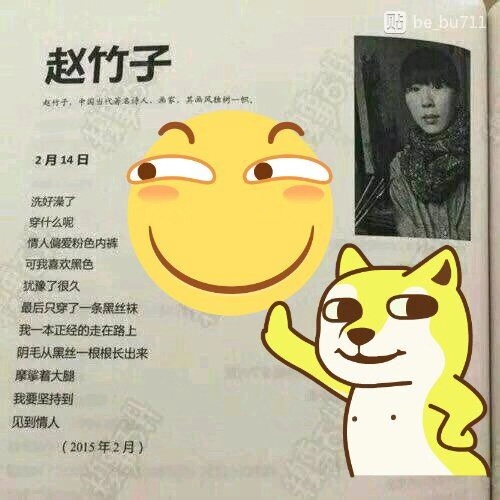 贴 be_bu711
赵竹子
赵竹子，中国当代著名诗人、画家，其画风独树一帜。
2月14日
洗好澡了
穿什么呢
情人偏爱粉色内裤
可我喜欢黑色
犹豫了很久
最后只穿了一条黑丝袜
我一本正经的走在路上
阴毛从黑丝一根根长出来
摩挲着大腿
我要坚持到
见到情人
（2015年2月）